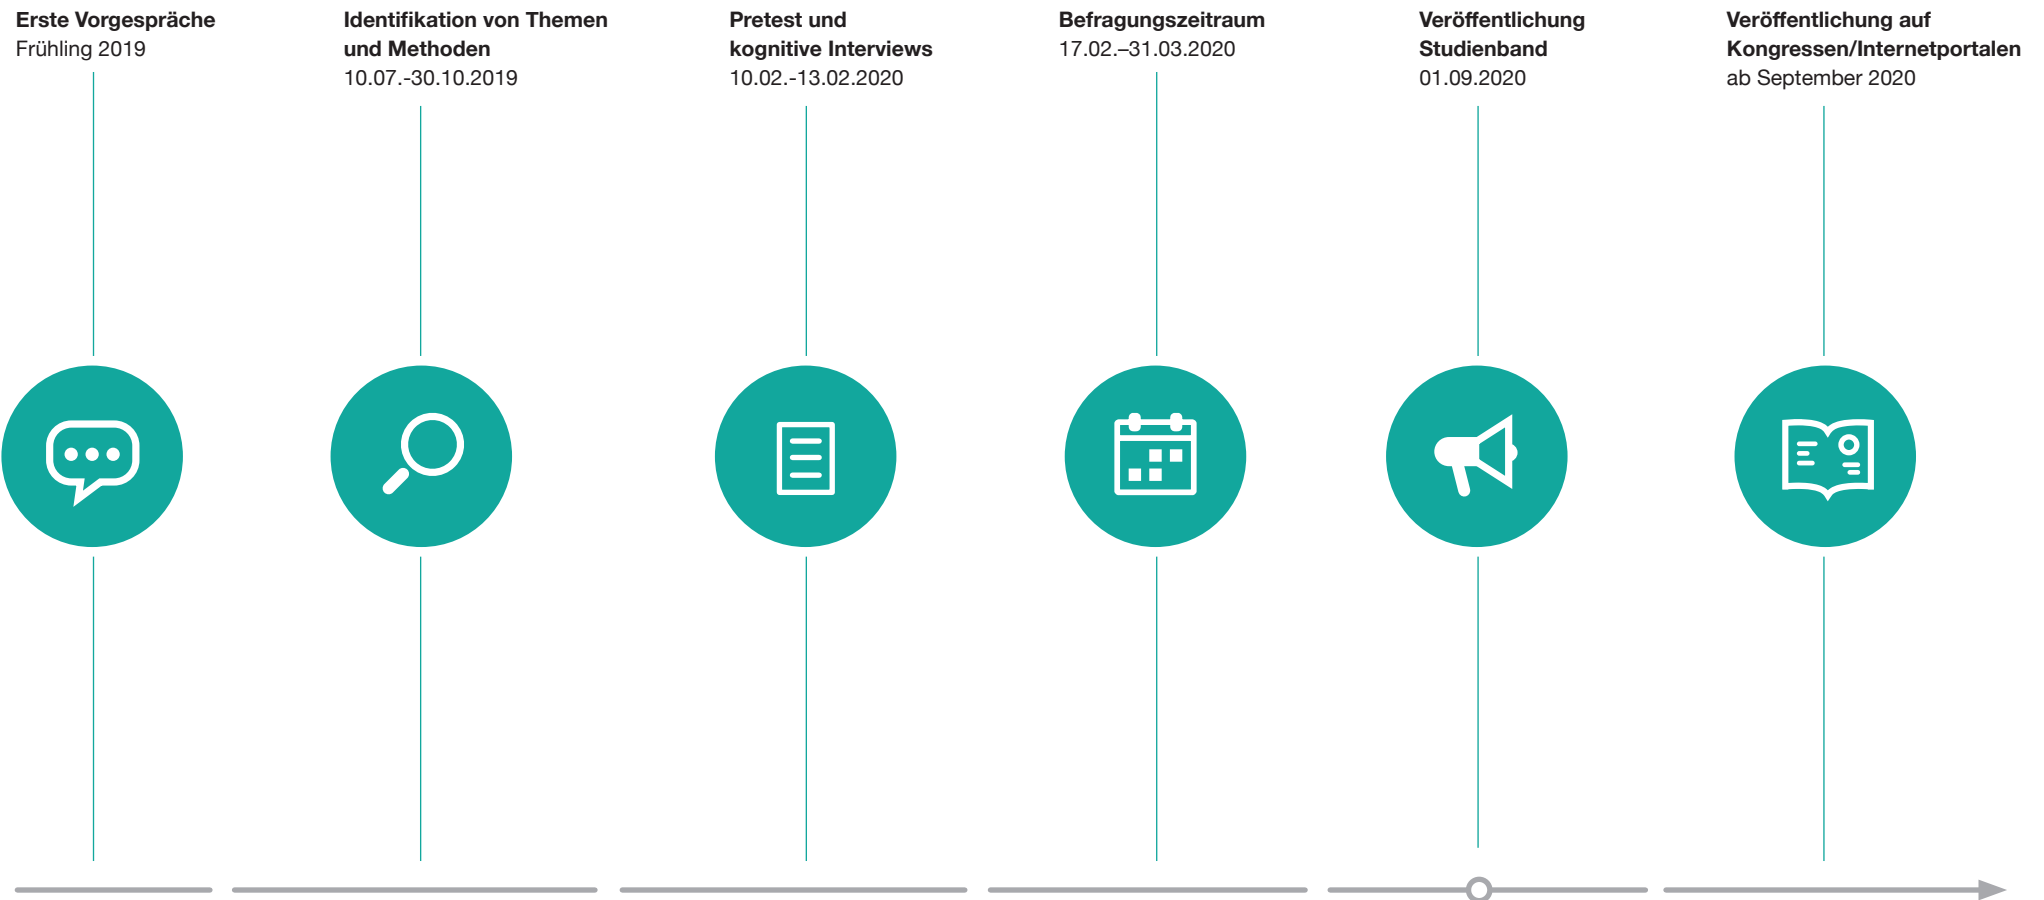 Erste Vorgespräche
Frühling 2019
Identifikation von Themen
und Methoden
10.07.-30.10.2019
Pretest und
kognitive Interviews
10.02.-13.02.2020
Befragungszeitraum
17.02.–31.03.2020
Veröffentlichung
Studienband
01.09.2020
Veröffentlichung auf
Kongressen/Internetportalen
ab September 2020